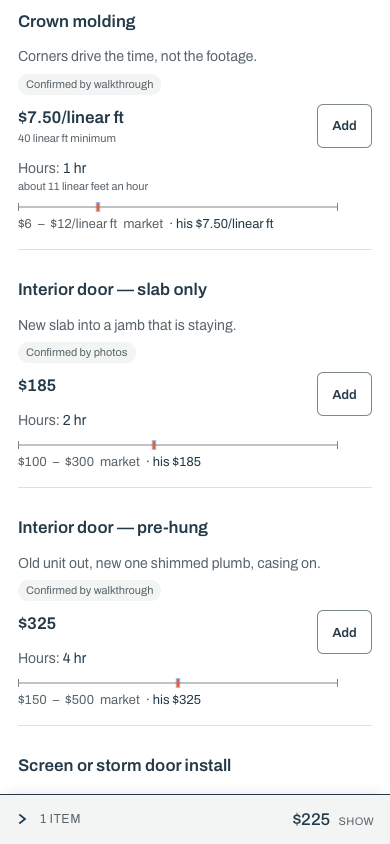 Crown molding
Corners drive the time, not the footage.
Confirmed by walkthrough
$7.50/linear ft
Add
40 linear ft minimum
Hours: 1 hr
about 11 linear feet an hour
$6 – $12/linear ft market · his $7.50/linear ft
Interior door — slab only
New slab into a jamb that is staying.
Confirmed by photos
$185
Add
Hours: 2 hr
$100 – $300 market · his $185
Interior door — pre-hung
Old unit out, new one shimmed plumb, casing on.
Confirmed by walkthrough
$325
Add
Hours: 4 hr
$150 – $500 market · his $325
Screen or storm door install
1 ITEM $225 SHOW